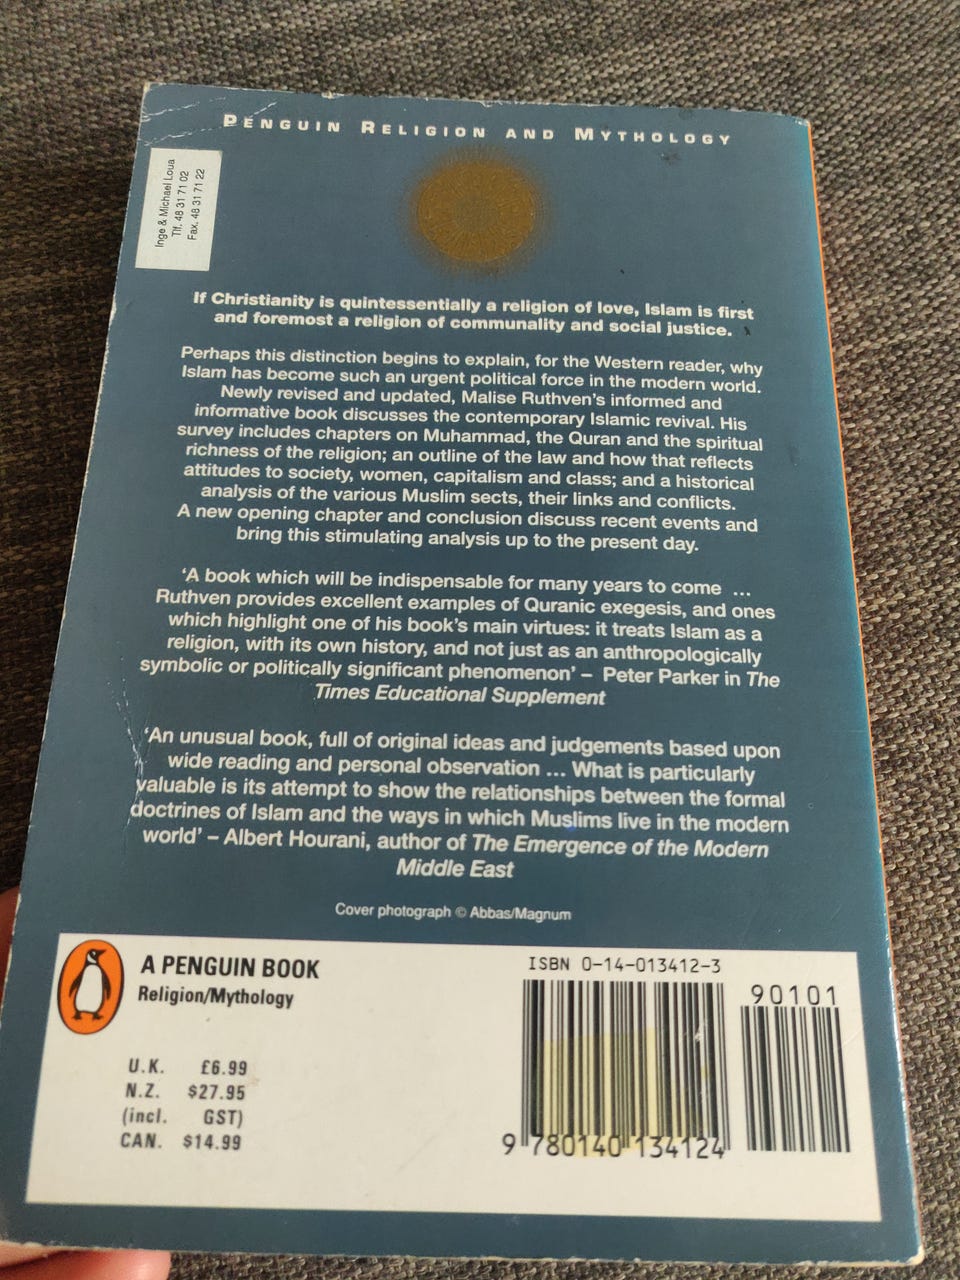 PENGUIN RELIGION AND MYTHOLOGY
Inge & Michael Loua
Tlf. 48 31 71 02
Fax. 48 31 71 22
If Christianity is quintessentially a religion of love, Islam is first
and foremost a religion of communality and social justice.
Perhaps this distinction begins to explain, for the Western reader, why
Islam has become such an urgent political force in the modern world.
Newly revised and updated, Malise Ruthven's informed and
informative book discusses the contemporary Islamic revival. His
survey includes chapters on Muhammad, the Quran and the spiritual
richness of the religion; an outline of the law and how that reflects
attitudes to society, women, capitalism and class; and a historical
analysis of the various Muslim sects, their links and conflicts.
A new opening chapter and conclusion discuss recent events and
bring this stimulating analysis up to the present day.
‘A book which will be indispensable for many years to come ...
Ruthven provides excellent examples of Quranic exegesis, and ones
which highlight one of his book's main virtues: it treats Islam as a
religion, with its own history, and not just as an anthropologically
symbolic or politically significant phenomenon’ – Peter Parker in The
Times Educational Supplement
‘An unusual book, full of original ideas and judgements based upon
wide reading and personal observation ... What is particularly
valuable is its attempt to show the relationships between the formal
doctrines of Islam and the ways in which Muslims live in the modern
world’ – Albert Hourani, author of The Emergence of the Modern
Middle East
Cover photograph © Abbas/Magnum
A PENGUIN BOOK
Religion/Mythology
ISBN 0-14-013412-3
90101
U.K. £6.99
N.Z. $27.95
(incl. GST)
CAN. $14.99
9 780140 134124